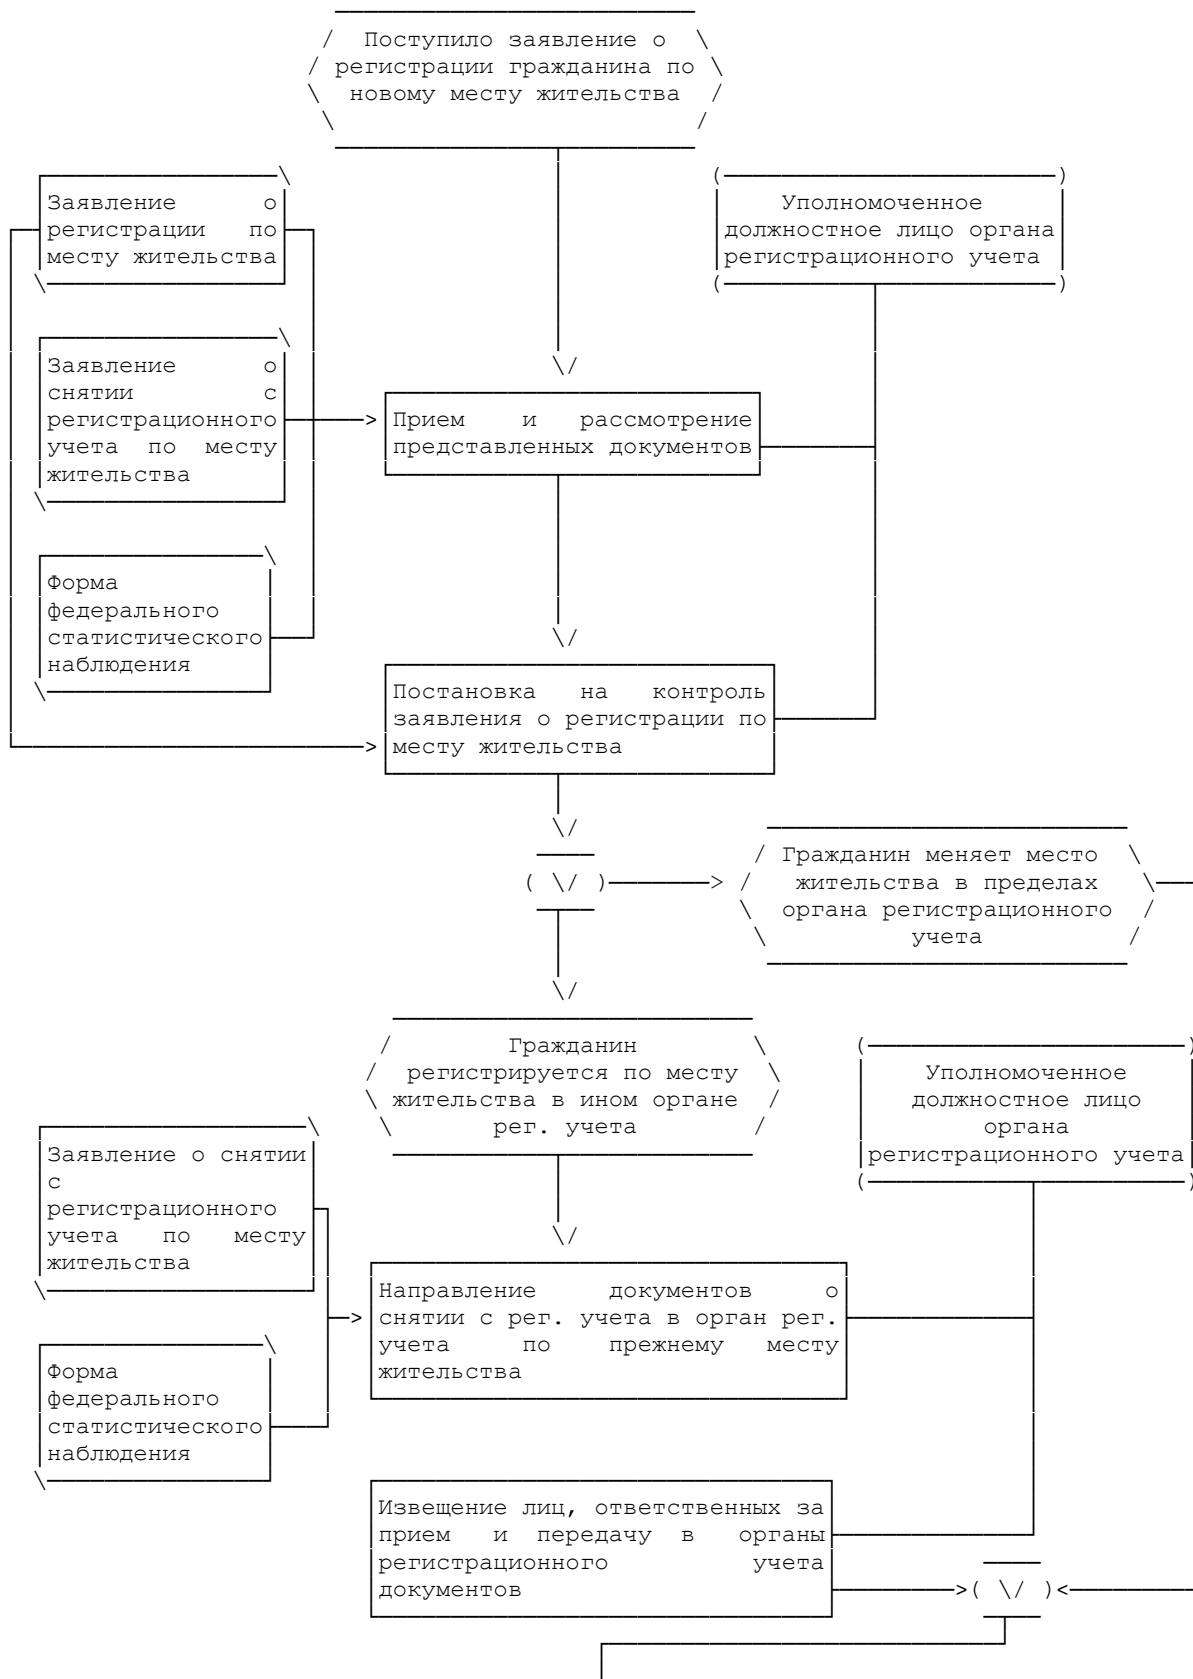 Поступило заявление о
регистрации гражданина по
новому месту жительства
Заявление о
регистрации по
месту жительства
Уполномоченное
должностное лицо органа
регистрационного учета
Заявление о
снятии с
регистрационного
учета по месту
жительства
Прием и рассмотрение
представленных документов
Форма
федерального
статистического
наблюдения
Постановка на контроль
заявления о регистрации по
месту жительства
Гражданин меняет место
жительства в пределах
органа регистрационного
учета
Гражданин
регистрируется по месту
жительства в ином органе
рег. учета
Уполномоченное
должностное лицо
органа
регистрационного учета
Заявление о снятии
с
регистрационного
учета по месту
жительства
Направление документов о
снятии с рег. учета в орган рег.
учета по прежнему месту
жительства
Форма
федерального
статистического
наблюдения
Извещение лиц, ответственных за
прием и передачу в органы
регистрационного учета
документов